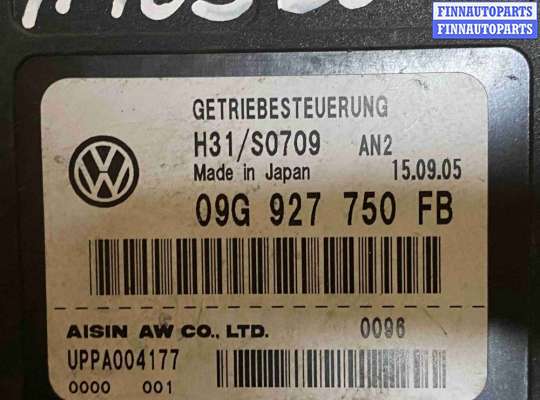 FINNAUTOPARTS
FINNAUTOPARTS
GETRIEBESTEUERUNG
H31/S0709 AN2
Made in Japan 15.09.05
09G 927 750 FB
AISIN AW CO., LTD. 0096
UPPA004177
0000 001